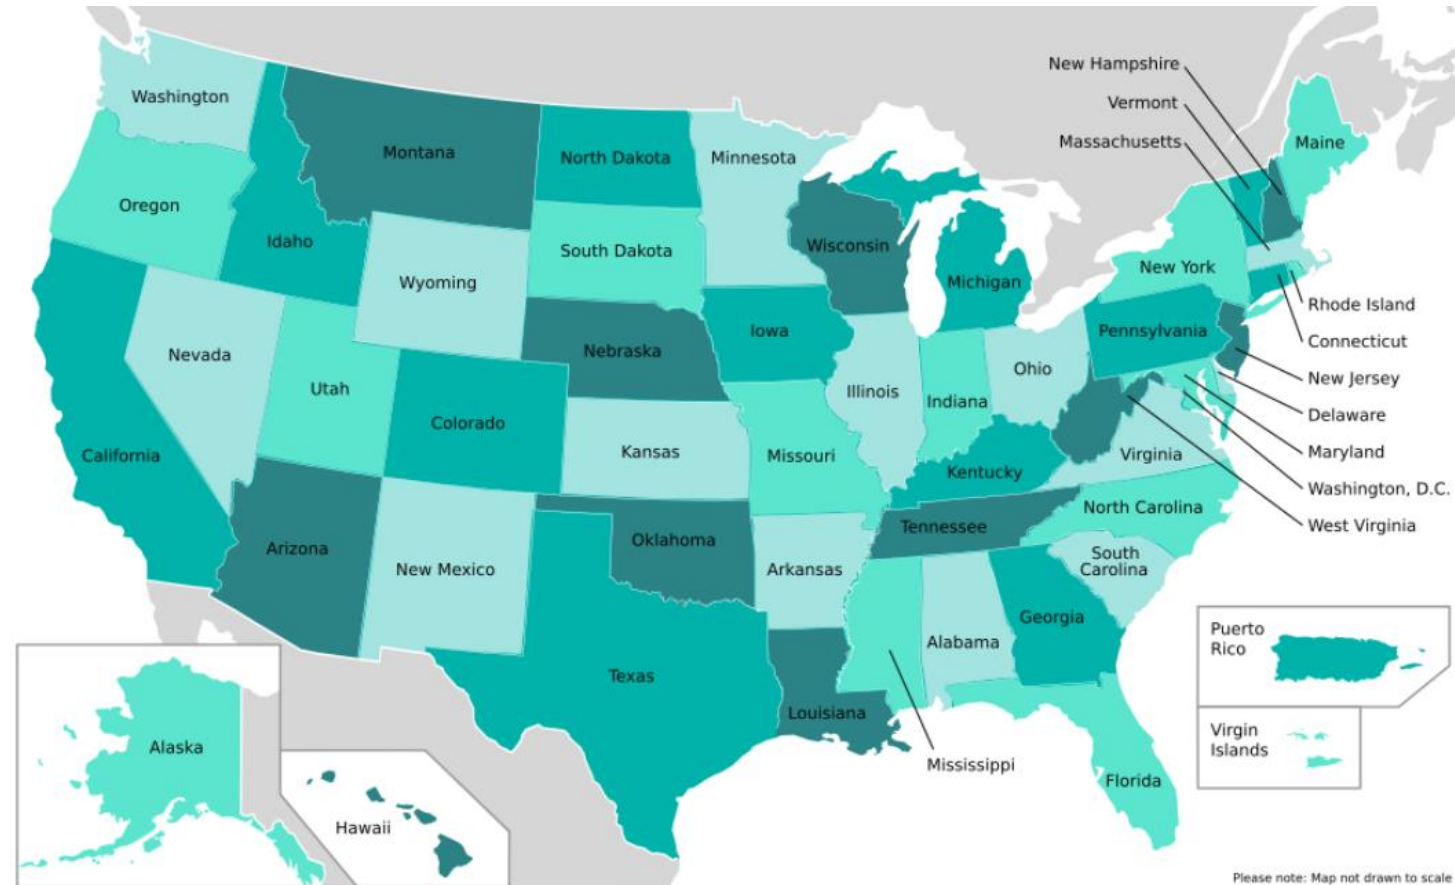 New Hampshire
Vermont
Massachusetts
Maine
Washington
Montana
North Dakota
Minnesota
Oregon
Idaho
South Dakota
Wisconsin
Michigan
New York
Wyoming
Rhode Island
Iowa
Pennsylvania
Connecticut
Nevada
Nebraska
Ohio
New Jersey
Utah
Illinois
Indiana
Delaware
Colorado
California
Kansas
Missouri
Kentucky
Virginia
Maryland
Washington, D.C.
North Carolina
West Virginia
Arizona
Oklahoma
Tennessee
New Mexico
Arkansas
South
Carolina
Georgia
Alabama
Puerto
Rico
Texas
Louisiana
Mississippi
Virgin
Islands
Alaska
Florida
Hawaii
Please note: Map not drawn to scale